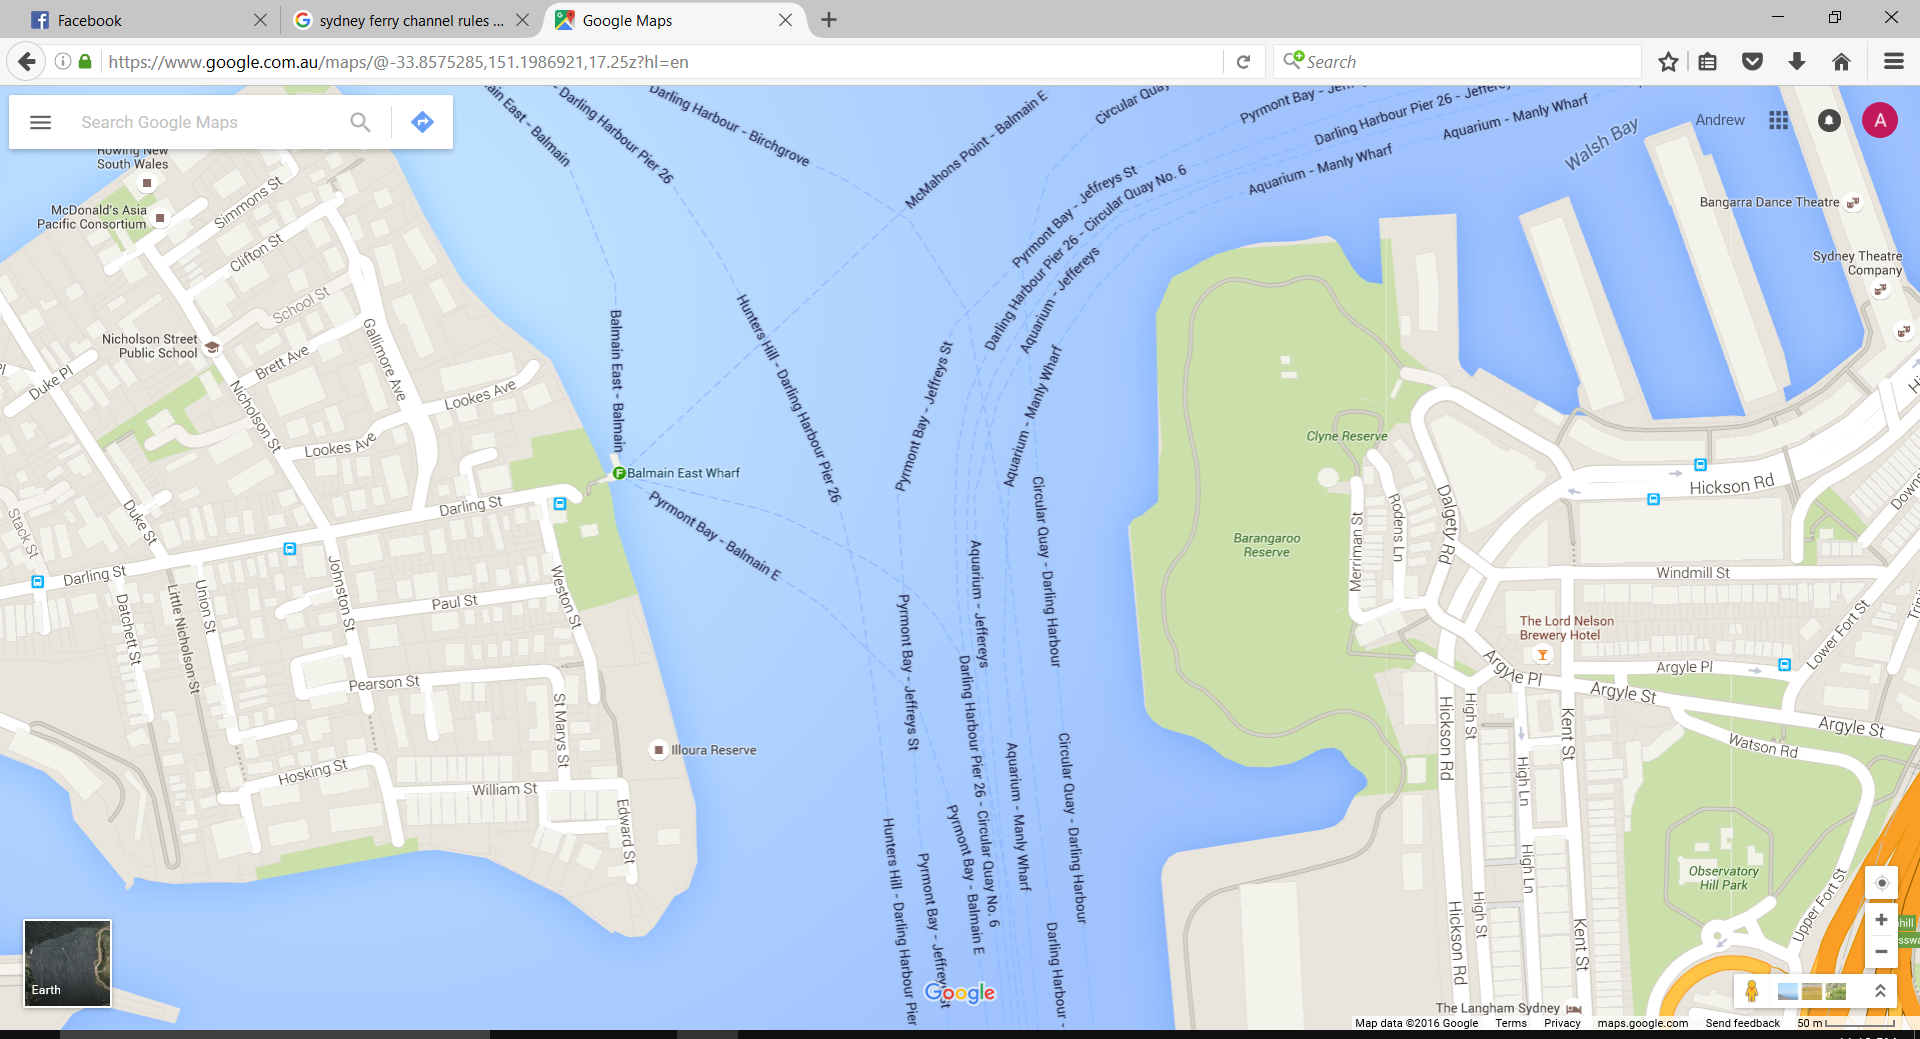 Facebook
sydney ferry channel rules ...
Google Maps
https://www.google.com.au/maps/@-33.8575285,151.1986921,17.25z?hl=en
Search
Search Google Maps
Andrew
A
Rowing New
South Wales
McDonald's Asia
Pacific Consortium
Simmons St
Clifton St
School St
Nicholson Street
Public School
Brett Ave
Gallimore Ave
Duke Pl
Nicholson St
Lookes Ave
Lookes Ave
Duke St
Stack St
Darling St
Darling St
Datchett St
Little Nicholson St
Union St
Johnston St
Paul St
Weston St
Pearson St
St Marys St
Hosking St
William St
Edward St
Illoura Reserve
Balmain East Wharf
East - Balmain
Darling Harbour Pier 26
Darling Harbour - Birchgrove
McMahons Point - Balmain E
Circular Quay
Pyrmont Bay -
Darling Harbour Pier 26 -
Aquarium - Manly Wharf
Aquarium - Manly Wharf
Pyrmont Bay - Jeffreys St
Darling Harbour Pier 26 - Circular Quay No. 6
Aquarium - Jeffereys
Balmain East - Balmain
Hunters Hill - Darling Harbour Pier 26
Pyrmont Bay - Jeffreys St
Aquarium - Manly Wharf
Pyrmont Bay - Balmain E
Circular Quay - Darling Harbour
Aquarium - Jeffereys
Pyrmont Bay - Jeffreys St
Darling Harbour Pier 26 - Circular Quay No. 6
Aquarium - Manly Wharf
Circular Quay - Darling Harbour
Pyrmont Bay - Balmain E
Hunters Hill - Darling Harbour Pier
Pyrmont Bay - Jeffreys St
Darling Harbour -
Walsh Bay
Bangarra Dance Theatre
Sydney Theatre
Company
Clyne Reserve
Barangaroo
Reserve
Merriman St
Rodens Ln
Dalgety Rd
Hickson Rd
Windmill St
The Lord Nelson
Brewery Hotel
Lower Fort St
Argyle Pl
Argyle Pl
Argyle St
Argyle St
Watson Rd
Hickson Rd
High St
Kent St
High Ln
High Ln
Hickson Rd
High St
Kent St
Observatory
Hill Park
Upper Fort St
The Langham Sydney
Earth
Google
Map data ©2016 Google
Terms
Privacy
maps.google.com
Send feedback
50 m